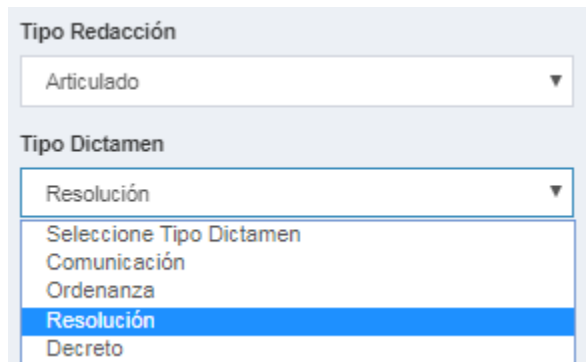 Tipo Redacción
Articulado
Tipo Dictamen
Resolución
Seleccione Tipo Dictamen
Comunicación
Ordenanza
Resolución
Decreto